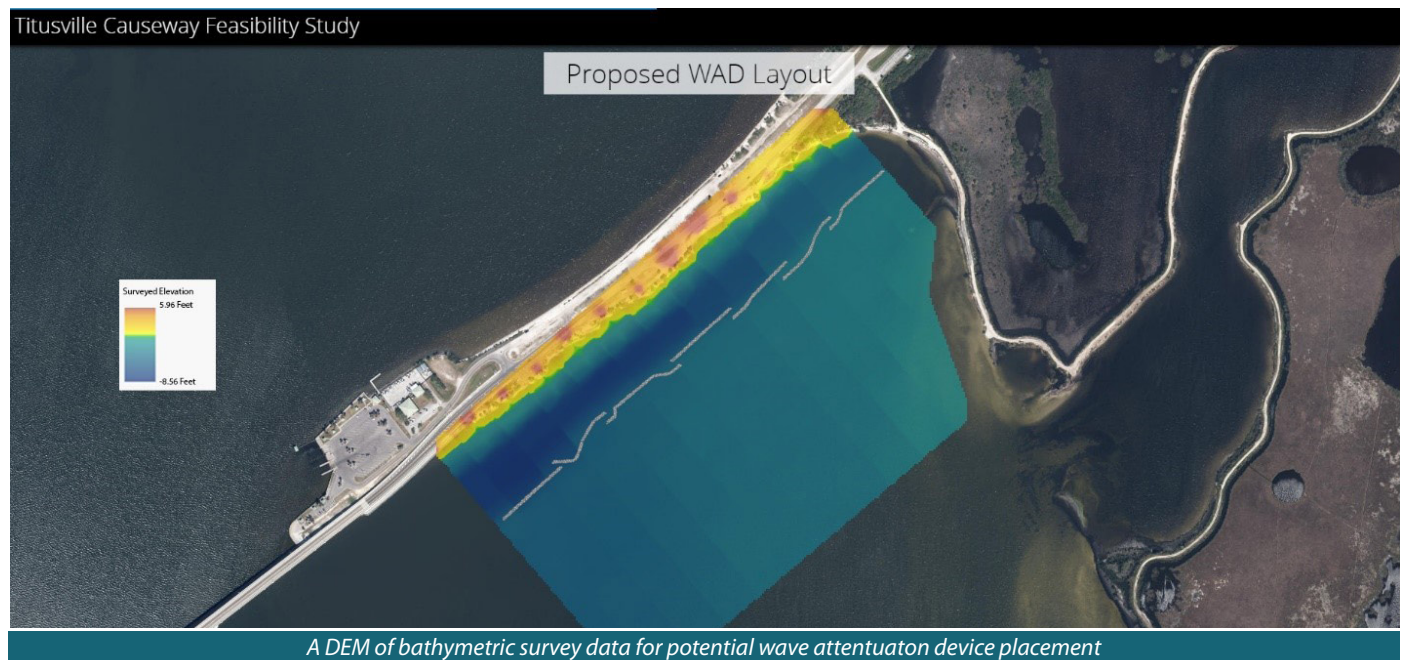 Titusville Causeway Feasibility Study
Proposed WAD Layout
Surveyed Elevation
5.96 Feet
-8.56 Feet
A DEM of bathymetric survey data for potential wave attentuaton device placement